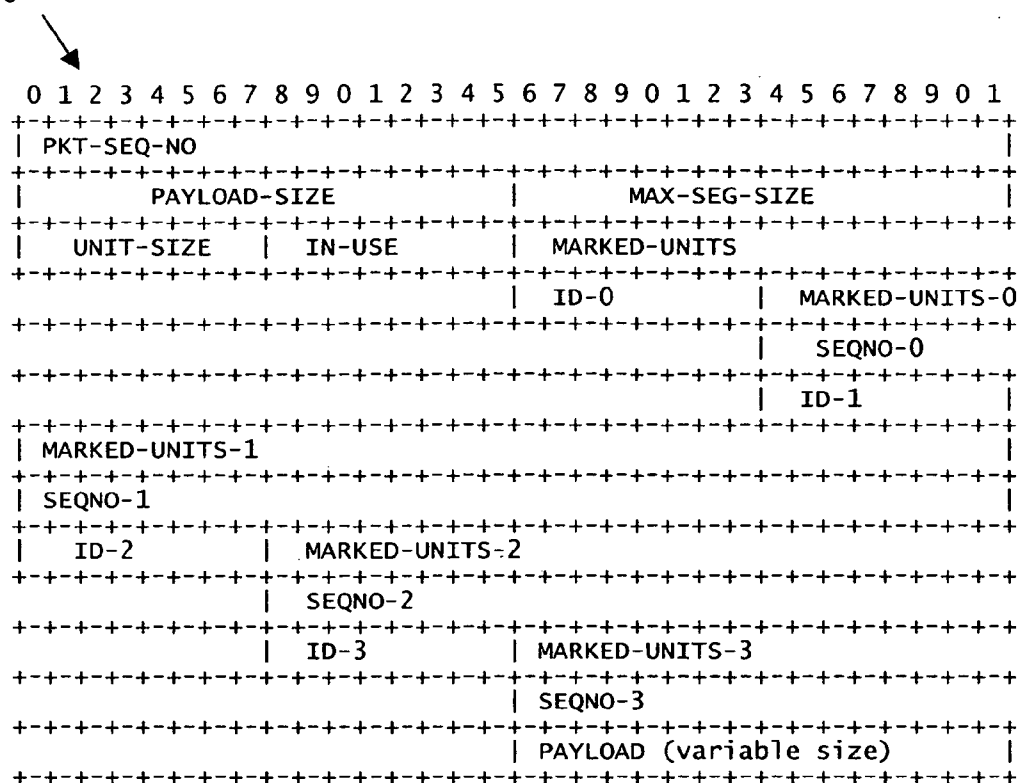 0 1 2 3 4 5 6 7 8 9 0 1 2 3 4 5 6 7 8 9 0 1 2 3 4 5 6 7 8 9 0 1
+-+-+-+-+-+-+-+-+-+-+-+-+-+-+-+-+-+-+-+-+-+-+-+-+-+-+-+-+-+-+-+-+
| PKT-SEQ-NO |
+-+-+-+-+-+-+-+-+-+-+-+-+-+-+-+-+-+-+-+-+-+-+-+-+-+-+-+-+-+-+-+-+
| PAYLOAD-SIZE | MAX-SEG-SIZE |
+-+-+-+-+-+-+-+-+-+-+-+-+-+-+-+-+-+-+-+-+-+-+-+-+-+-+-+-+-+-+-+-+
| UNIT-SIZE | IN-USE | MARKED-UNITS
+-+-+-+-+-+-+-+-+-+-+-+-+-+-+-+-+-+-+-+-+-+-+-+-+-+-+-+-+-+-+-+-+
| ID-0 | MARKED-UNITS-0
+-+-+-+-+-+-+-+-+-+-+-+-+-+-+-+-+-+-+-+-+-+-+-+-+-+-+-+-+-+-+-+-+
| SEQNO-0
+-+-+-+-+-+-+-+-+-+-+-+-+-+-+-+-+-+-+-+-+-+-+-+-+-+-+-+-+-+-+-+-+
| ID-1 |
+-+-+-+-+-+-+-+-+-+-+-+-+-+-+-+-+-+-+-+-+-+-+-+-+-+-+-+-+-+-+-+-+
| MARKED-UNITS-1 |
+-+-+-+-+-+-+-+-+-+-+-+-+-+-+-+-+-+-+-+-+-+-+-+-+-+-+-+-+-+-+-+-+
| SEQNO-1 |
+-+-+-+-+-+-+-+-+-+-+-+-+-+-+-+-+-+-+-+-+-+-+-+-+-+-+-+-+-+-+-+-+
| ID-2 | MARKED-UNITS-2
+-+-+-+-+-+-+-+-+-+-+-+-+-+-+-+-+-+-+-+-+-+-+-+-+-+-+-+-+-+-+-+-+
| SEQNO-2
+-+-+-+-+-+-+-+-+-+-+-+-+-+-+-+-+-+-+-+-+-+-+-+-+-+-+-+-+-+-+-+-+
| ID-3 | MARKED-UNITS-3
+-+-+-+-+-+-+-+-+-+-+-+-+-+-+-+-+-+-+-+-+-+-+-+-+-+-+-+-+-+-+-+-+
| SEQNO-3
+-+-+-+-+-+-+-+-+-+-+-+-+-+-+-+-+-+-+-+-+-+-+-+-+-+-+-+-+-+-+-+-+
| PAYLOAD (variable size) |
+-+-+-+-+-+-+-+-+-+-+-+-+-+-+-+-+-+-+-+-+-+-+-+-+-+-+-+-+-+-+-+-+